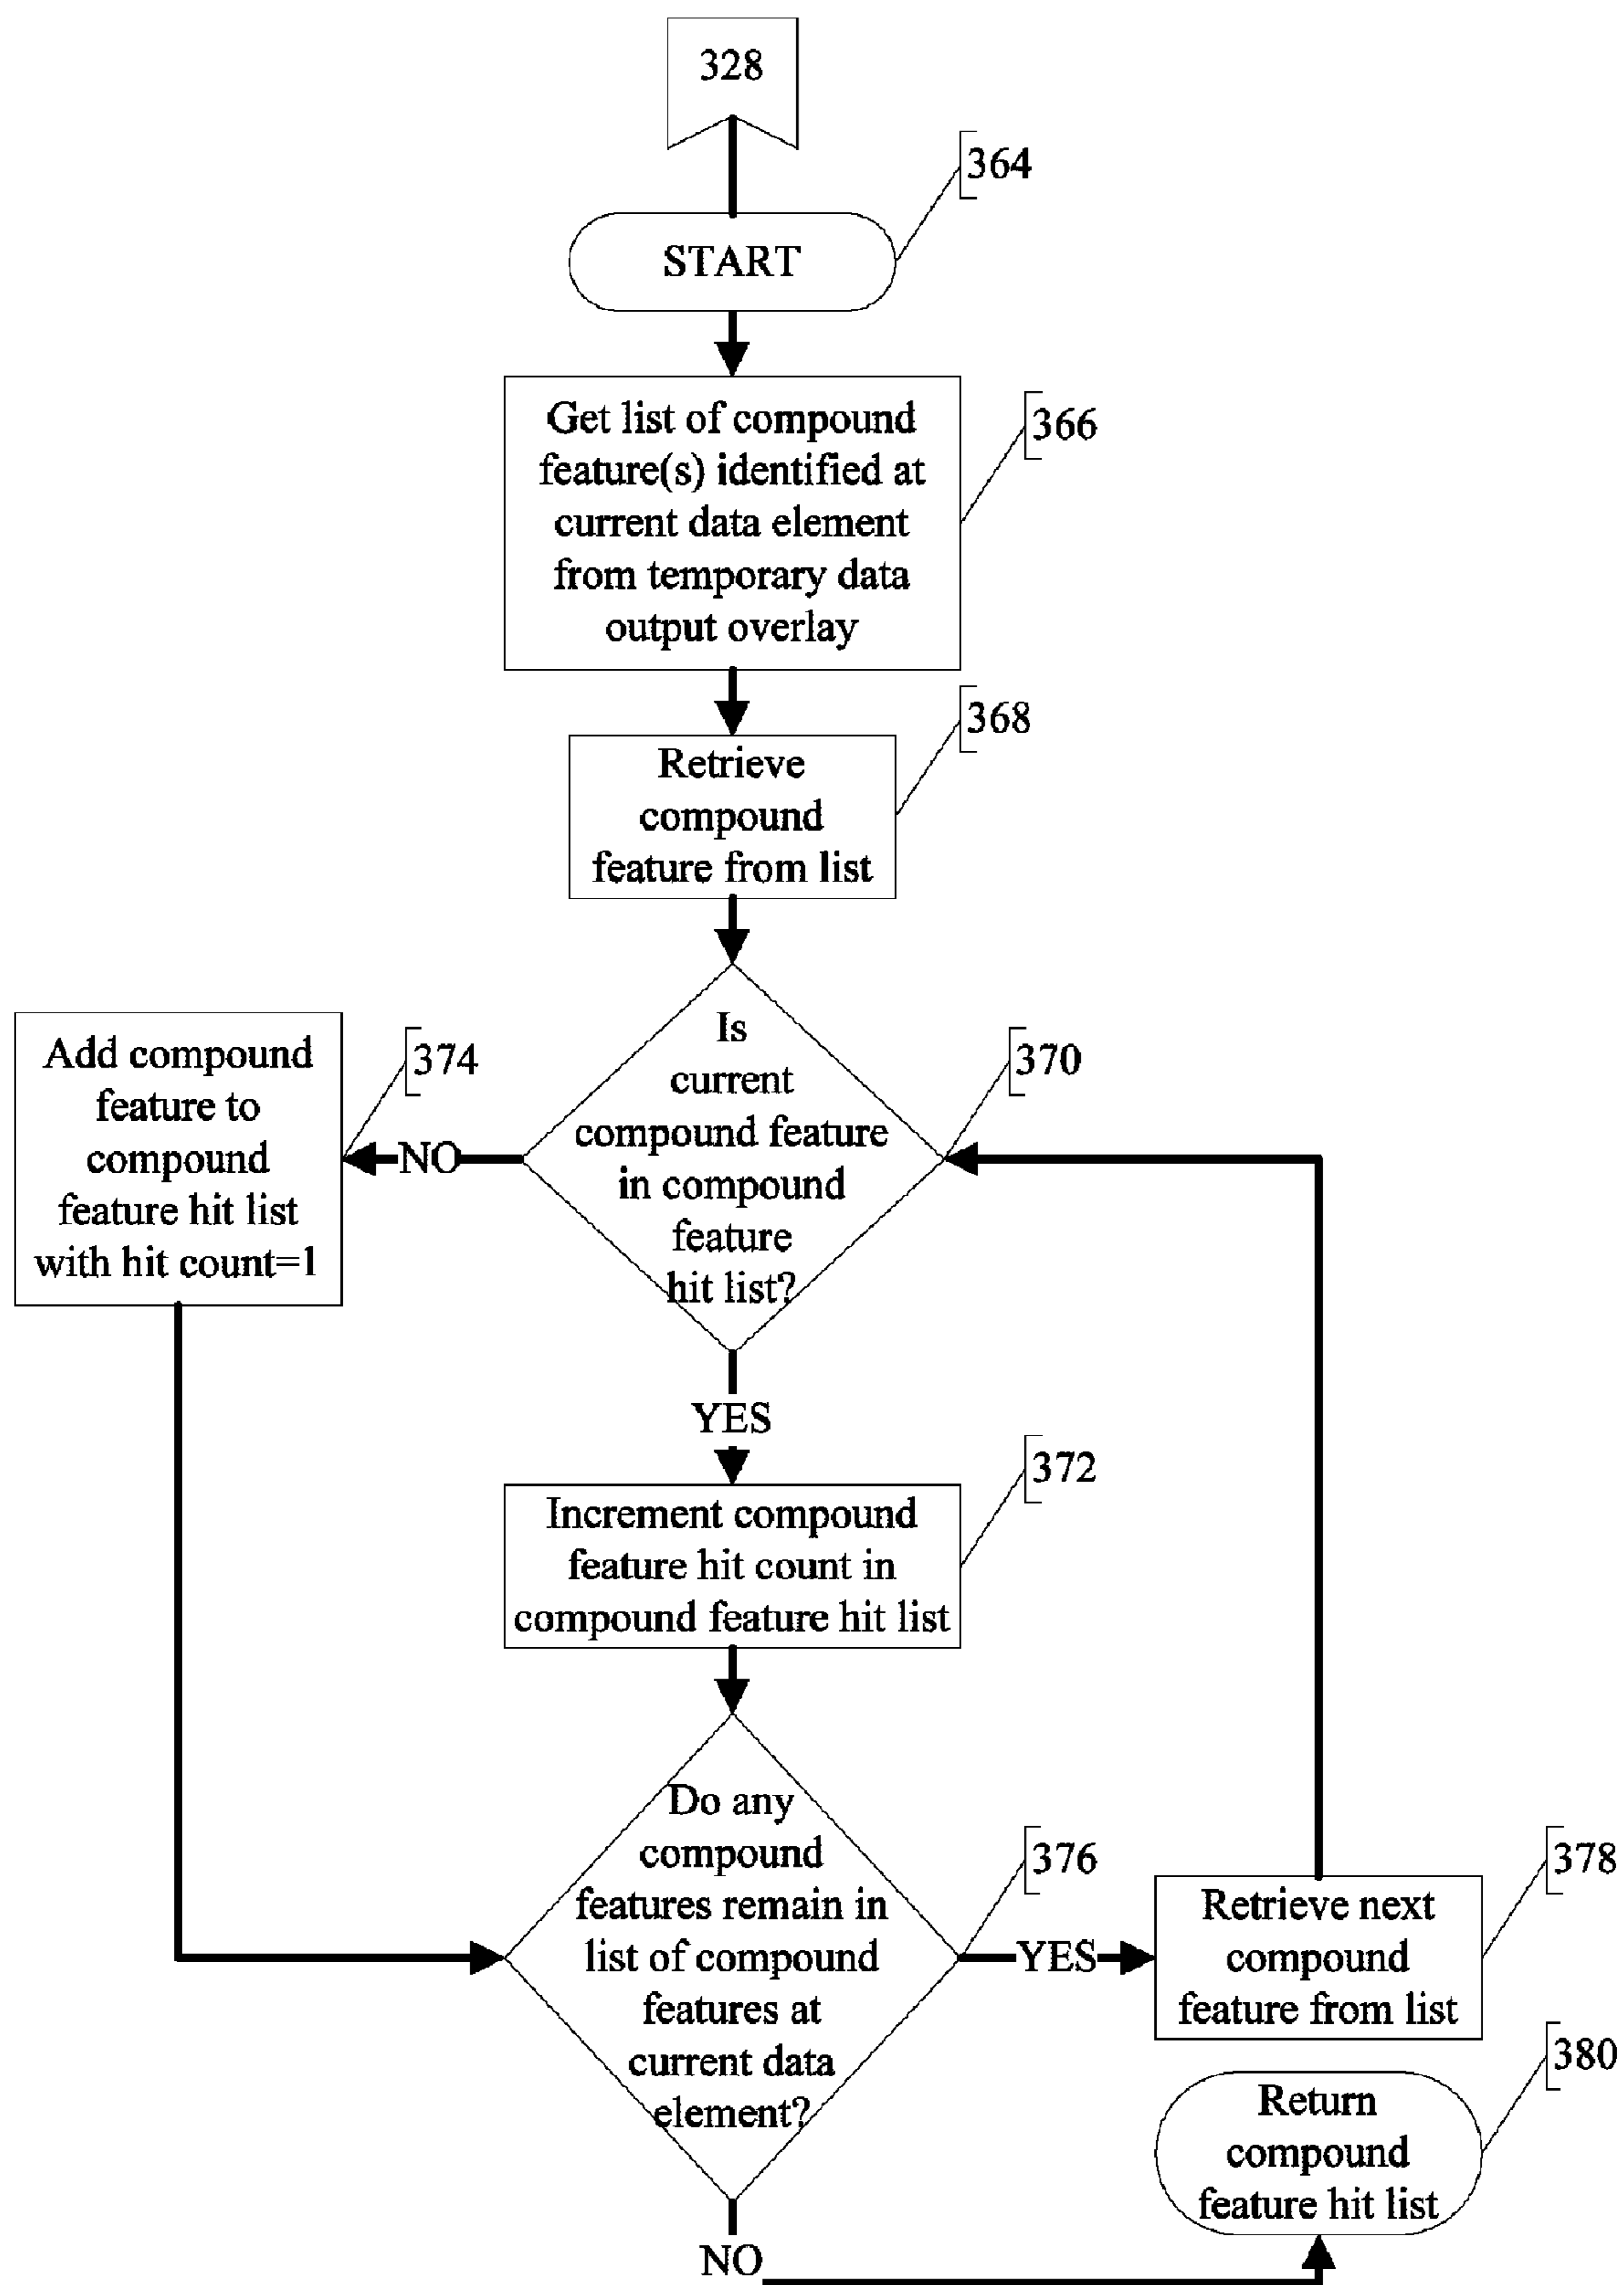 328
364
START
Get list of compound
feature(s) identified at
current data element
from temporary data
output overlay
366
368
Retrieve
compound
feature from list
Is
current
compound feature
in compound
feature
hit list?
370
NO
Add compound
feature to
compound
feature hit list
with hit count=1
374
YES
372
Increment compound
feature hit count in
compound feature hit list
Do any
compound
features remain in
list of compound
features at
current data
element?
376
YES
378
Retrieve next
compound
feature from list
380
Return
compound
feature hit list
NO